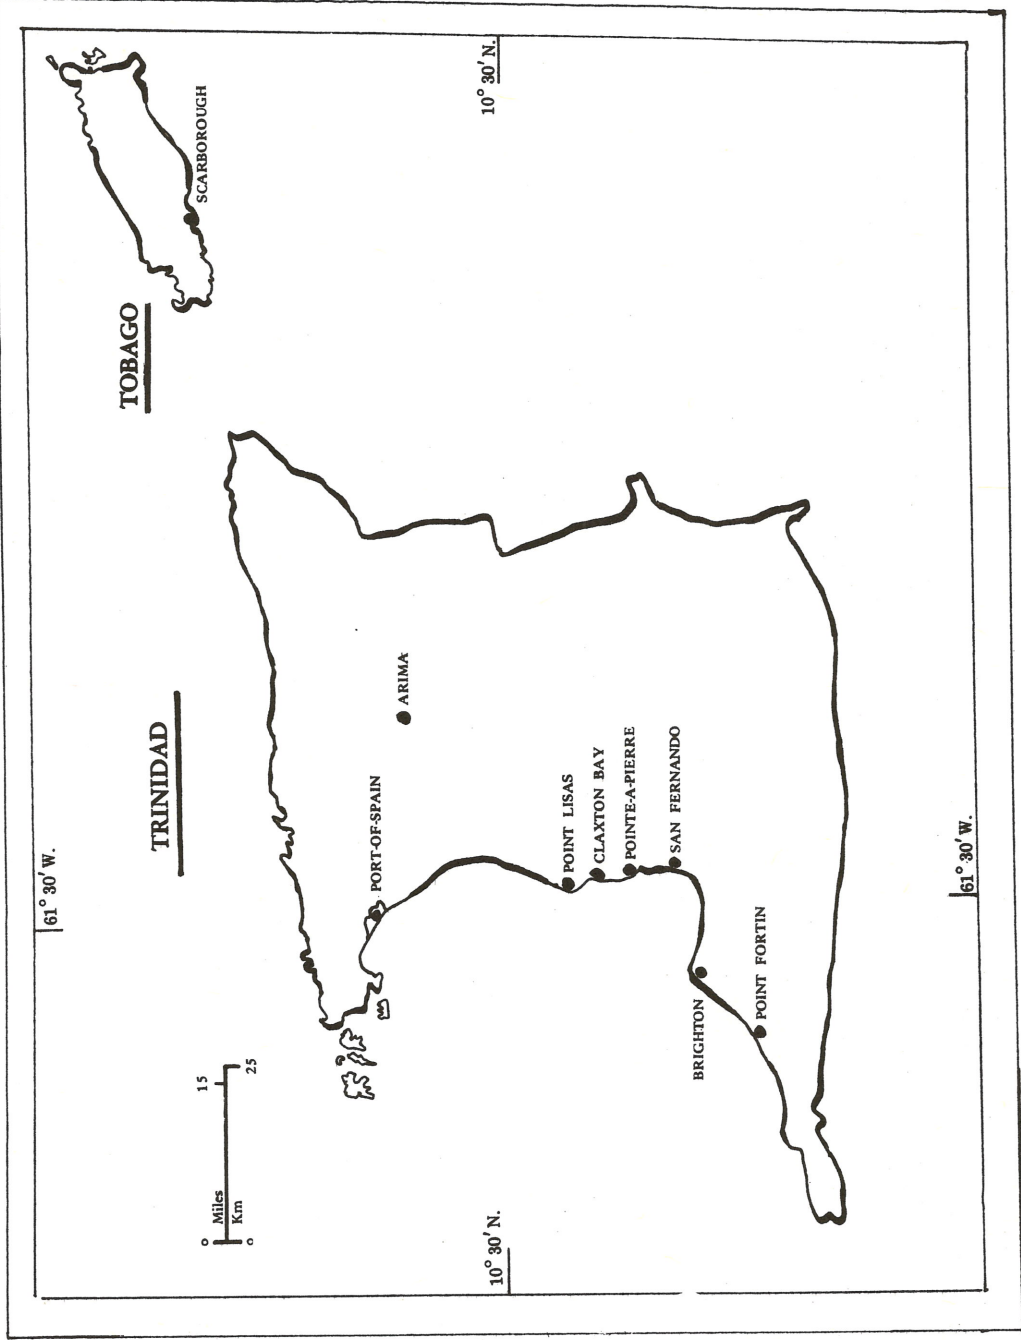 TRINIDAD
TOBAGO
61° 30' W.
10° 30' N.
10° 30' N.
61° 30' W.
0 15
Miles
Km
0 25
SCARBOROUGH
PORT-OF-SPAIN
ARIMA
POINT LISAS
CLAXTON BAY
POINTE-A-PIERRE
SAN FERNANDO
BRIGHTON
POINT FORTIN